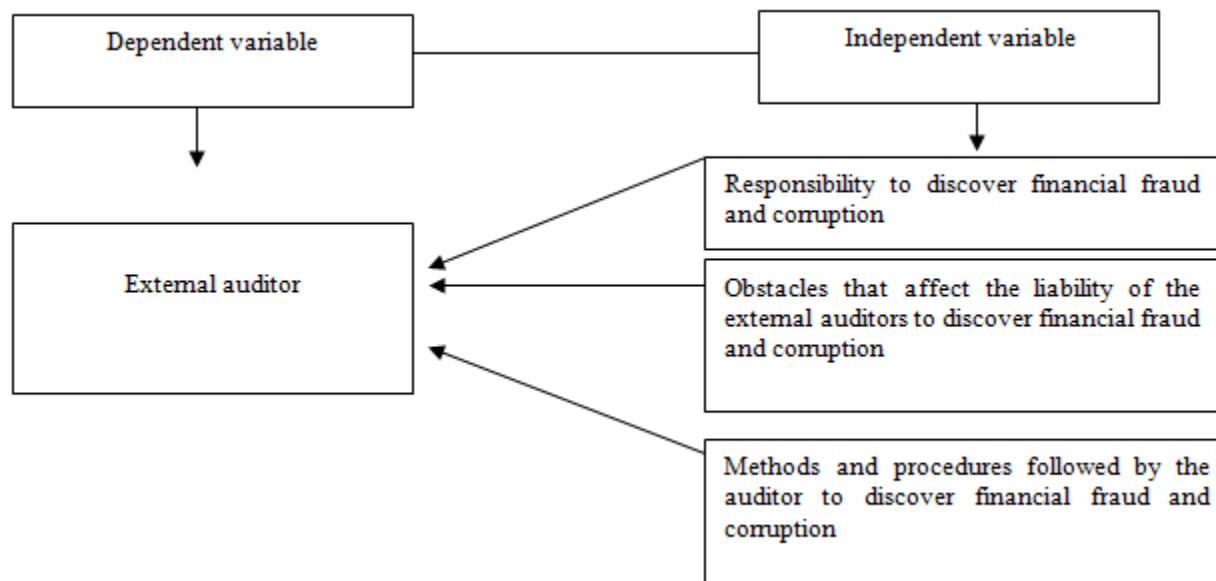 Dependent variable
Independent variable
Responsibility to discover financial fraud
and corruption
External auditor
Obstacles that affect the liability of the
external auditors to discover financial fraud
and corruption
Methods and procedures followed by the
auditor to discover financial fraud and
corruption